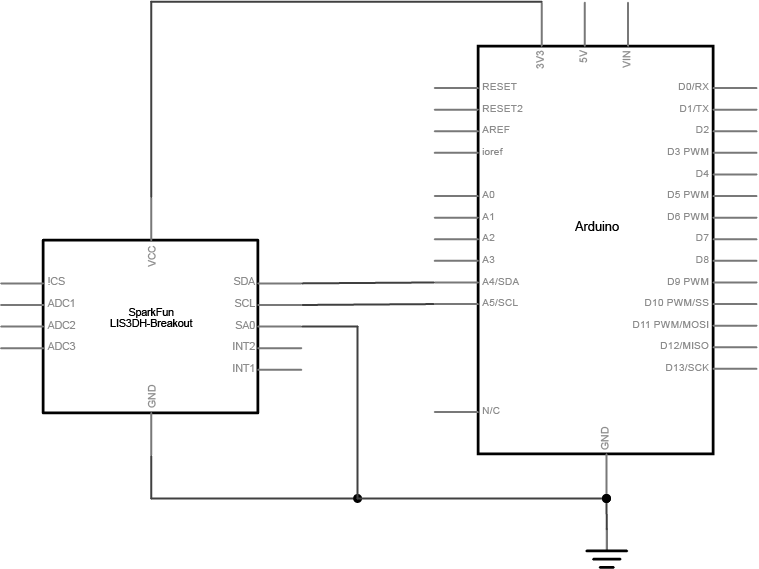 3V3
5V
VIN
RESET
RESET2
AREF
ioref
A0
A1
A2
A3
A4/SDA
A5/SCL
N/C
Arduino
D0/RX
D1/TX
D2
D3 PWM
D4
D5 PWM
D6 PWM
D7
D8
D9 PWM
D10 PWM/SS
D11 PWM/MOSI
D12/MISO
D13/SCK
GND
VCC
!CS
ADC1
ADC2
ADC3
SparkFun
LIS3DH-Breakout
SDA
SCL
SA0
INT2
INT1
GND